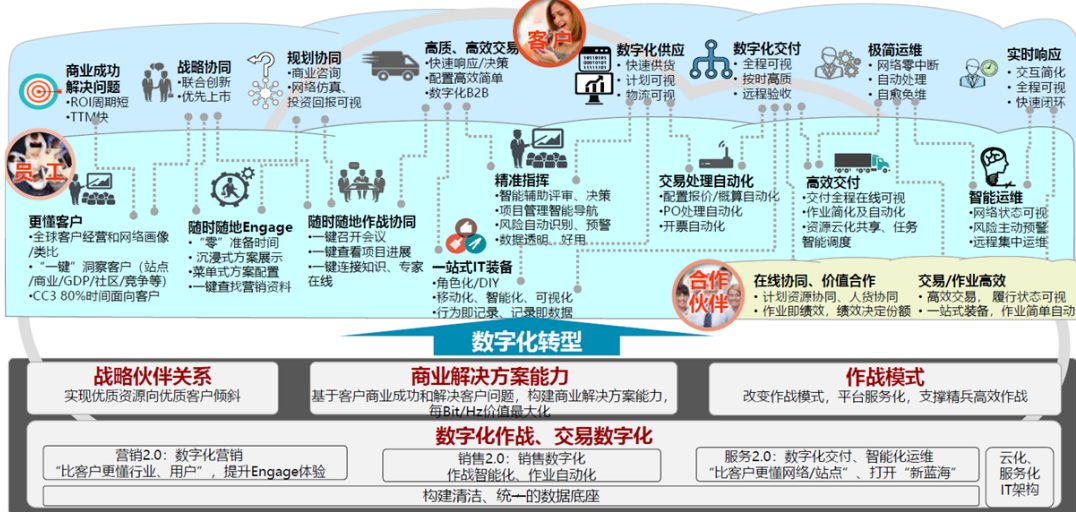 客户
商业成功
解决问题
•ROI周期短
•TTM快
战略协同
•联合创新
•优先上市
规划协同
•商业咨询
•网络仿真、
投资回报可视
高质、高效交易
•快速响应/决策
•配置高效简单
•数字化B2B
数字化供应
•快速供货
•计划可视
•物流可视
数字化交付
•全程可视
•按时高质
•远程验收
极简运维
•网络零中断
•自动处理
•自愈免维
实时响应
•交互简化
•全程可视
•快速闭环
员工
更懂客户
•全球客户经营和网络画像
/类比
•“一键”洞察客户（站点
/商业/GDP/社区/竞争等）
•CC3 80%时间面向客户
随时随地Engage
•“零”准备时间
•沉浸式方案展示
•菜单式方案配置
•一键查找营销资料
随时随地作战协同
•一键召开会议
•一键查看项目进展
•一键连接知识、专家
在线
精准指挥
•智能辅助评审、决策
•项目管理智能导航
•风险自动识别、预警
•数据透明、好用
一站式IT装备
•角色化/DIY
•移动化、智能化、可视化
•行为即记录、记录即数据
交易处理自动化
•配置报价/概算自动化
•PO处理自动化
•开票自动化
高效交付
•交付全程在线可视
•作业简化及自动化
•资源云化共享、任务
智能调度
智能运维
•网络状态可视
•风险主动预警
•远程集中运维
合作
伙伴
在线协同、价值合作
•计划资源协同、人货协同
•作业即绩效，绩效决定份额
交易/作业高效
•高效交易，履行状态可视
•一站式装备，作业简单自动
数字化转型
战略伙伴关系
实现优质资源向优质客户倾斜
商业解决方案能力
基于客户商业成功和解决客户问题，构建商业解决方案能力，
每Bit/Hz价值最大化
作战模式
改变作战模式，平台服务化，支撑精兵高效作战
数字化作战、交易数字化
营销2.0：数字化营销
“比客户更懂行业、用户”，提升Engage体验
销售2.0：销售数字化
作战智能化、作业自动化
服务2.0：数字化交付、智能化运维
“比客户更懂网络/站点”、打开“新蓝海”
云化、
服务化
IT架构
构建清洁、统一的数据底座